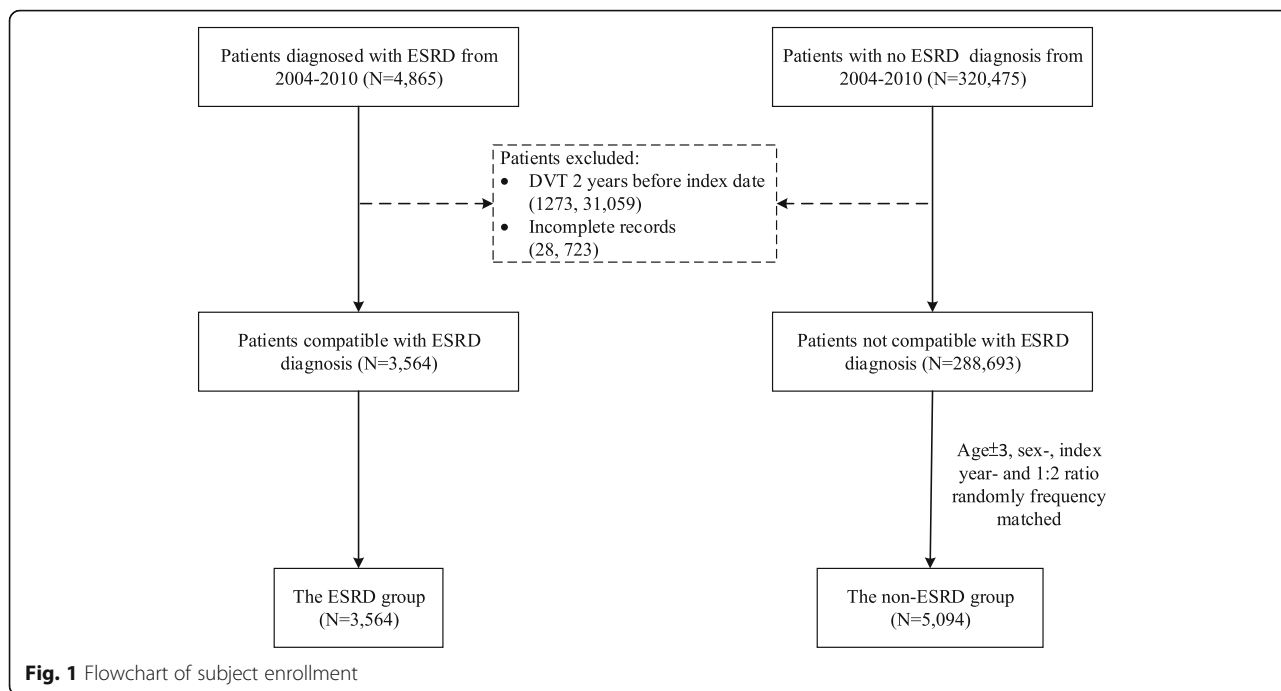 Patients diagnosed with ESRD from
2004-2010 (N=4,865)
Patients with no ESRD diagnosis from
2004-2010 (N=320,475)
Patients excluded:
• DVT 2 years before index date
(1273, 31,059)
• Incomplete records
(28, 723)
Patients compatible with ESRD
diagnosis (N=3,564)
Patients not compatible with ESRD
diagnosis (N=288,693)
Age±3, sex-, index
year- and 1:2 ratio
randomly frequency
matched
The ESRD group
(N=3,564)
The non-ESRD group
(N=5,094)
Fig. 1 Flowchart of subject enrollment